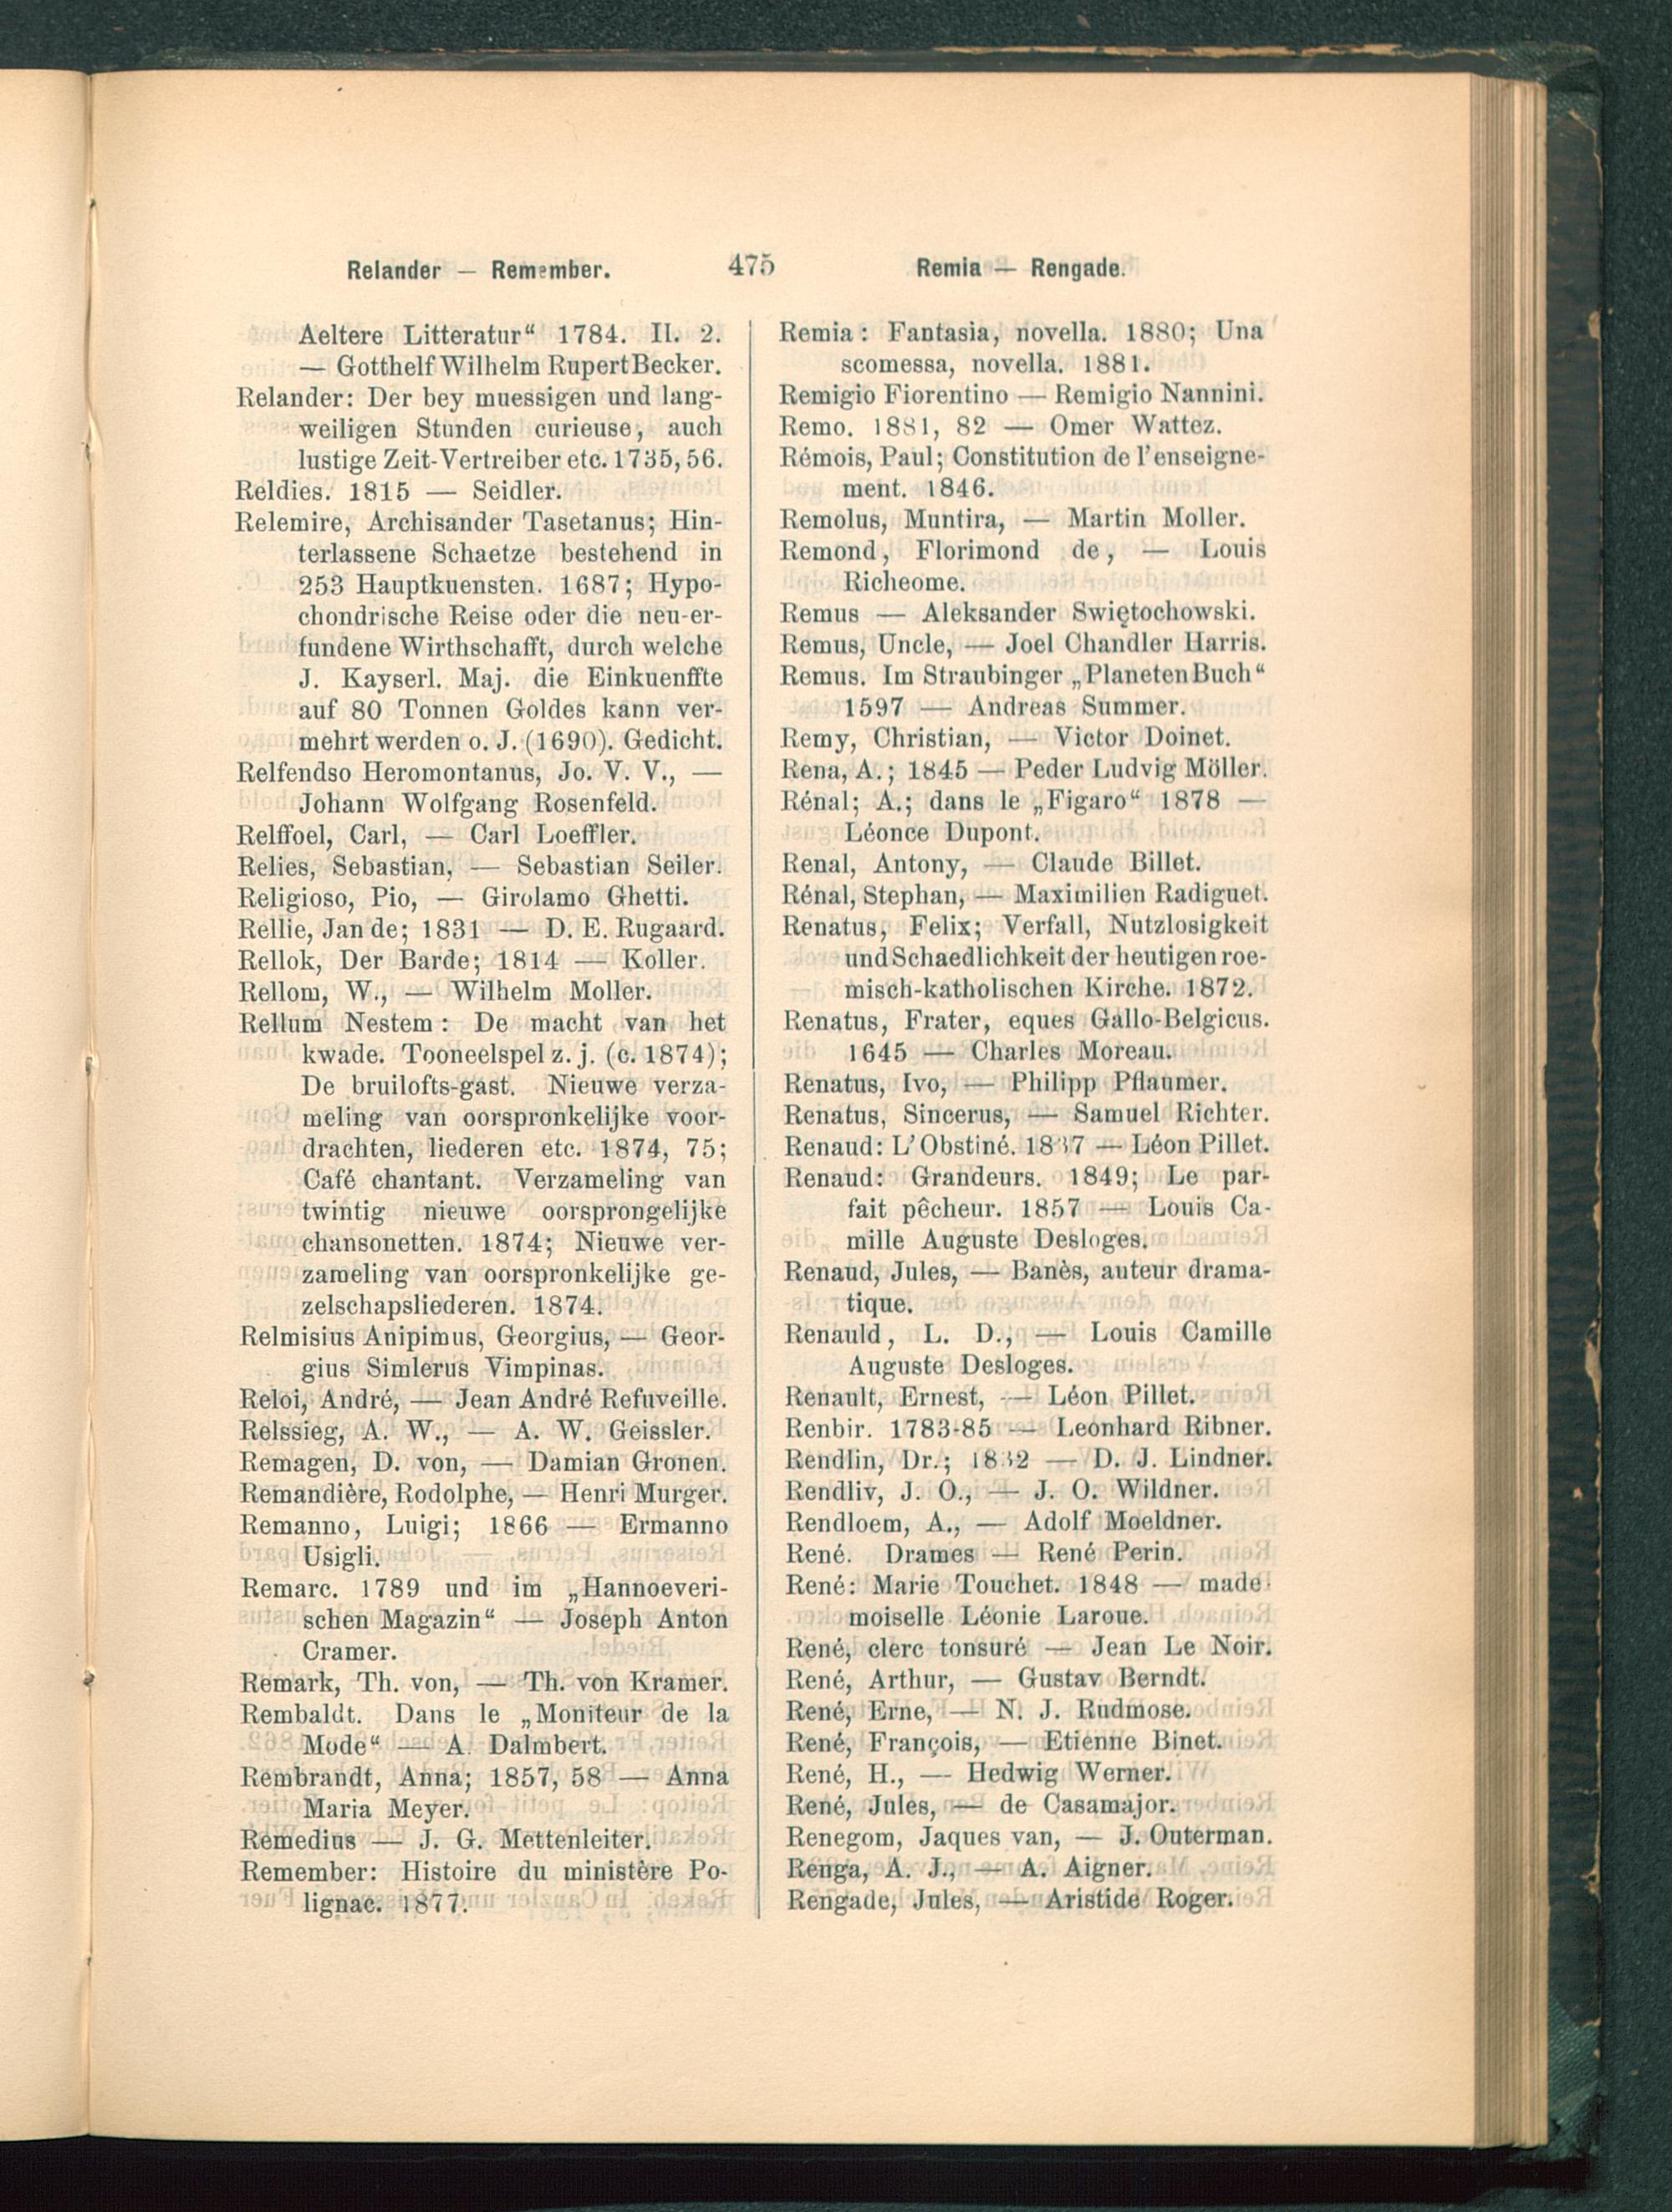 Relander — Remember.
475
Remia — Rengade.
Aeltere Litteratur“ 1784. II. 2.
— Gotthelf Wilhelm Rupert Becker.
Relander: Der bey muessigen und lang-
weiligen Stunden curieuse, auch
lustige Zeit-Vertreiber etc. 1735, 56.
Reldies. 1815 — Seidler.
Relemire, Archisander Tasetanus; Hin-
terlassene Schaetze bestehend in
253 Hauptkuensten. 1687; Hypo-
chondrische Reise oder die neu-er-
fundene Wirthschafft, durch welche
J. Kayserl. Maj. die Einkuenffte
auf 80 Tonnen Goldes kann ver-
mehrt werden o. J. (1690). Gedicht.
Relfendso Heromontanus, Jo. V. V., —
Johann Wolfgang Rosenfeld.
Relffoel, Carl, — Carl Loeffler.
Relies, Sebastian, — Sebastian Seiler.
Religioso, Pio, — Girolamo Ghetti.
Rellie, Jan de; 1831 — D. E. Rugaard.
Rellok, Der Barde; 1814 — Koller.
Rellom, W., — Wilhelm Moller.
Rellum Nestem: De macht van het
kwade. Tooneelspel z. j. (c. 1874);
De bruilofts-gast. Nieuwe verza-
meling van oorspronkelijke voor-
drachten, liederen etc. 1874, 75;
Café chantant. Verzameling van
twintig nieuwe oorsprongelijke
chansonetten. 1874; Nieuwe ver-
zameling van oorspronkelijke ge-
zelschapsliederen. 1874.
Relmisius Anipimus, Georgius, — Geor-
gius Simlerus Vimpinas.
Reloi, André, — Jean André Refuveille.
Relssieg, A. W., — A. W. Geissler.
Remagen, D. von, — Damian Gronen.
Remandière, Rodolphe, — Henri Murger.
Remanno, Luigi; 1866 — Ermanno
Usigli.
Remarc. 1789 und im „Hannoeveri-
schen Magazin“ — Joseph Anton
Cramer.
Remark, Th. von, — Th. von Kramer.
Rembaldt. Dans le „Moniteur de la
Mode“ — A. Dalmbert.
Rembrandt, Anna; 1857, 58 — Anna
Maria Meyer.
Remedius — J. G. Mettenleiter.
Remember: Histoire du ministère Po-
lignac. 1877.
Remia: Fantasia, novella. 1880; Una
scomessa, novella. 1881.
Remigio Fiorentino — Remigio Nannini.
Remo. 1881, 82 — Omer Wattez.
Rémois, Paul; Constitution de l'enseigne-
ment. 1846.
Remolus, Muntira, — Martin Moller.
Remond, Florimond de, — Louis
Richeome.
Remus — Aleksander Swiętochowski.
Remus, Uncle, — Joel Chandler Harris.
Remus. Im Straubinger „Planeten Buch“
1597 — Andreas Summer.
Remy, Christian, — Victor Doinet.
Rena, A.; 1845 — Peder Ludvig Möller.
Rénal; A.; dans le „Figaro“ 1878 —
Léonce Dupont.
Renal, Antony, — Claude Billet.
Rénal, Stephan, — Maximilien Radiguet.
Renatus, Felix; Verfall, Nutzlosigkeit
und Schaedlichkeit der heutigen roe-
misch-katholischen Kirche. 1872.
Renatus, Frater, eques Gallo-Belgicus.
1645 — Charles Moreau.
Renatus, Ivo, — Philipp Pflaumer.
Renatus, Sincerus, — Samuel Richter.
Renaud: L'Obstiné. 1837 — Léon Pillet.
Renaud: Grandeurs. 1849; Le par-
fait pêcheur. 1857 — Louis Ca-
mille Auguste Desloges.
Renaud, Jules, — Banès, auteur drama-
tique.
Renauld, L. D., — Louis Camille
Auguste Desloges.
Renault, Ernest, — Léon Pillet.
Renbir. 1783-85 — Leonhard Ribner.
Rendlin, Dr.; 1832 — D. J. Lindner.
Rendliv, J. O., — J. O. Wildner.
Rendloem, A., — Adolf Moeldner.
René. Drames — René Perin.
René: Marie Touchet. 1848 — made-
moiselle Léonie Laroue.
René, clerc tonsuré — Jean Le Noir.
René, Arthur, — Gustav Berndt.
René, Erne, — N. J. Rudmose.
René, François, — Etienne Binet.
René, H., — Hedwig Werner.
René, Jules, — de Casamajor.
Renegom, Jaques van, — J. Outerman.
Renga, A. J., — A. Aigner.
Rengade, Jules, — Aristide Roger.